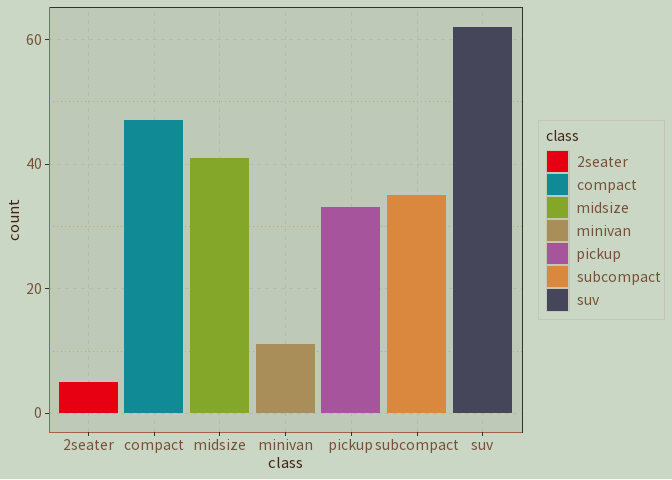 60
40
20
0
count
2seater compact midsize minivan pickup subcompact suv
class
class
2seater
compact
midsize
minivan
pickup
subcompact
suv